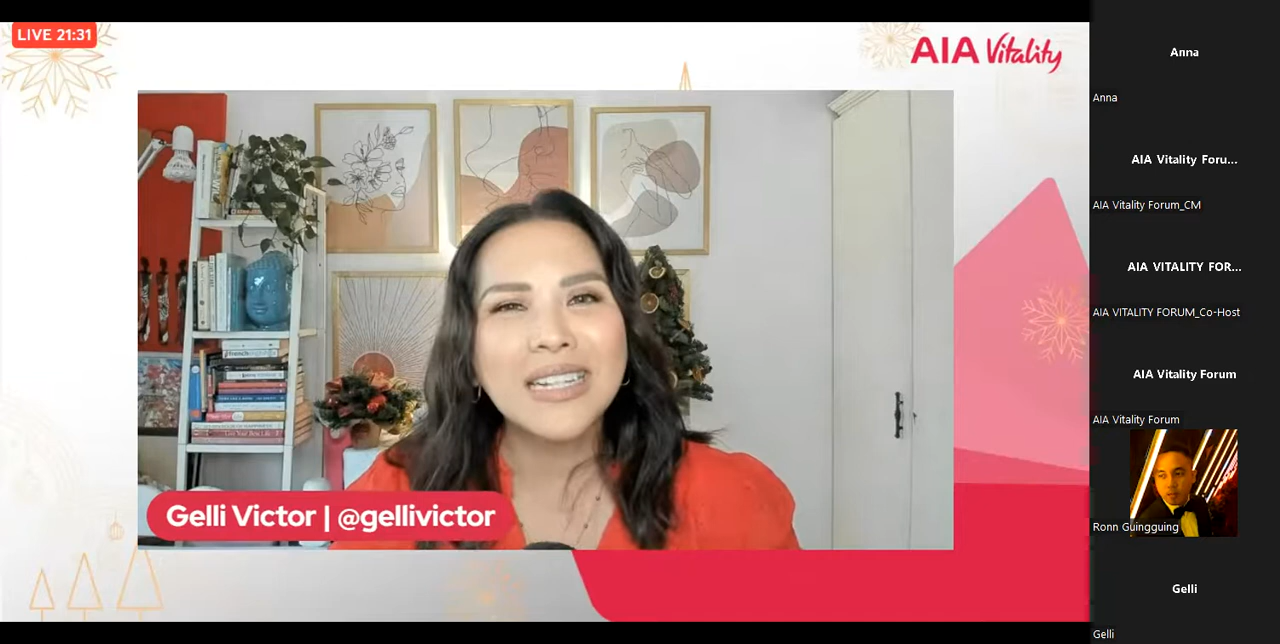 LIVE 21:31
AIA Vitality
Gelli Victor | @gellivictor
Anna
Anna
AIA Vitality Foru...
AIA Vitality Forum_CM
AIA VITALITY FOR...
AIA VITALITY FORUM_Co-Host
AIA Vitality Forum
AIA Vitality Forum
Ronn Guingguing
Gelli
Gelli